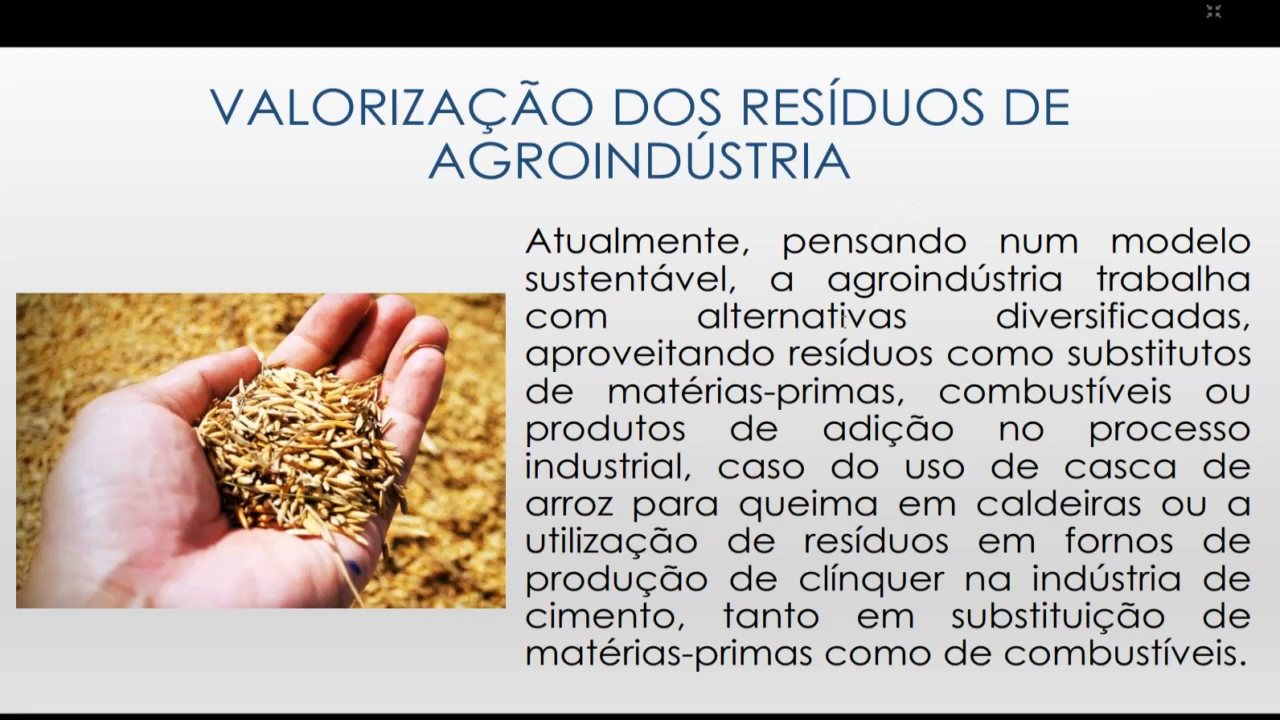 VALORIZAÇÃO DOS RESÍDUOS DE
AGROINDÚSTRIA
Atualmente, pensando num modelo
sustentável, a agroindústria trabalha
com alternativas diversificadas,
aproveitando resíduos como substitutos
de matérias-primas, combustíveis ou
produtos de adição no processo
industrial, caso do uso de casca de
arroz para queima em caldeiras ou a
utilização de resíduos em fornos de
produção de clínquer na indústria de
cimento, tanto em substituição de
matérias-primas como de combustíveis.